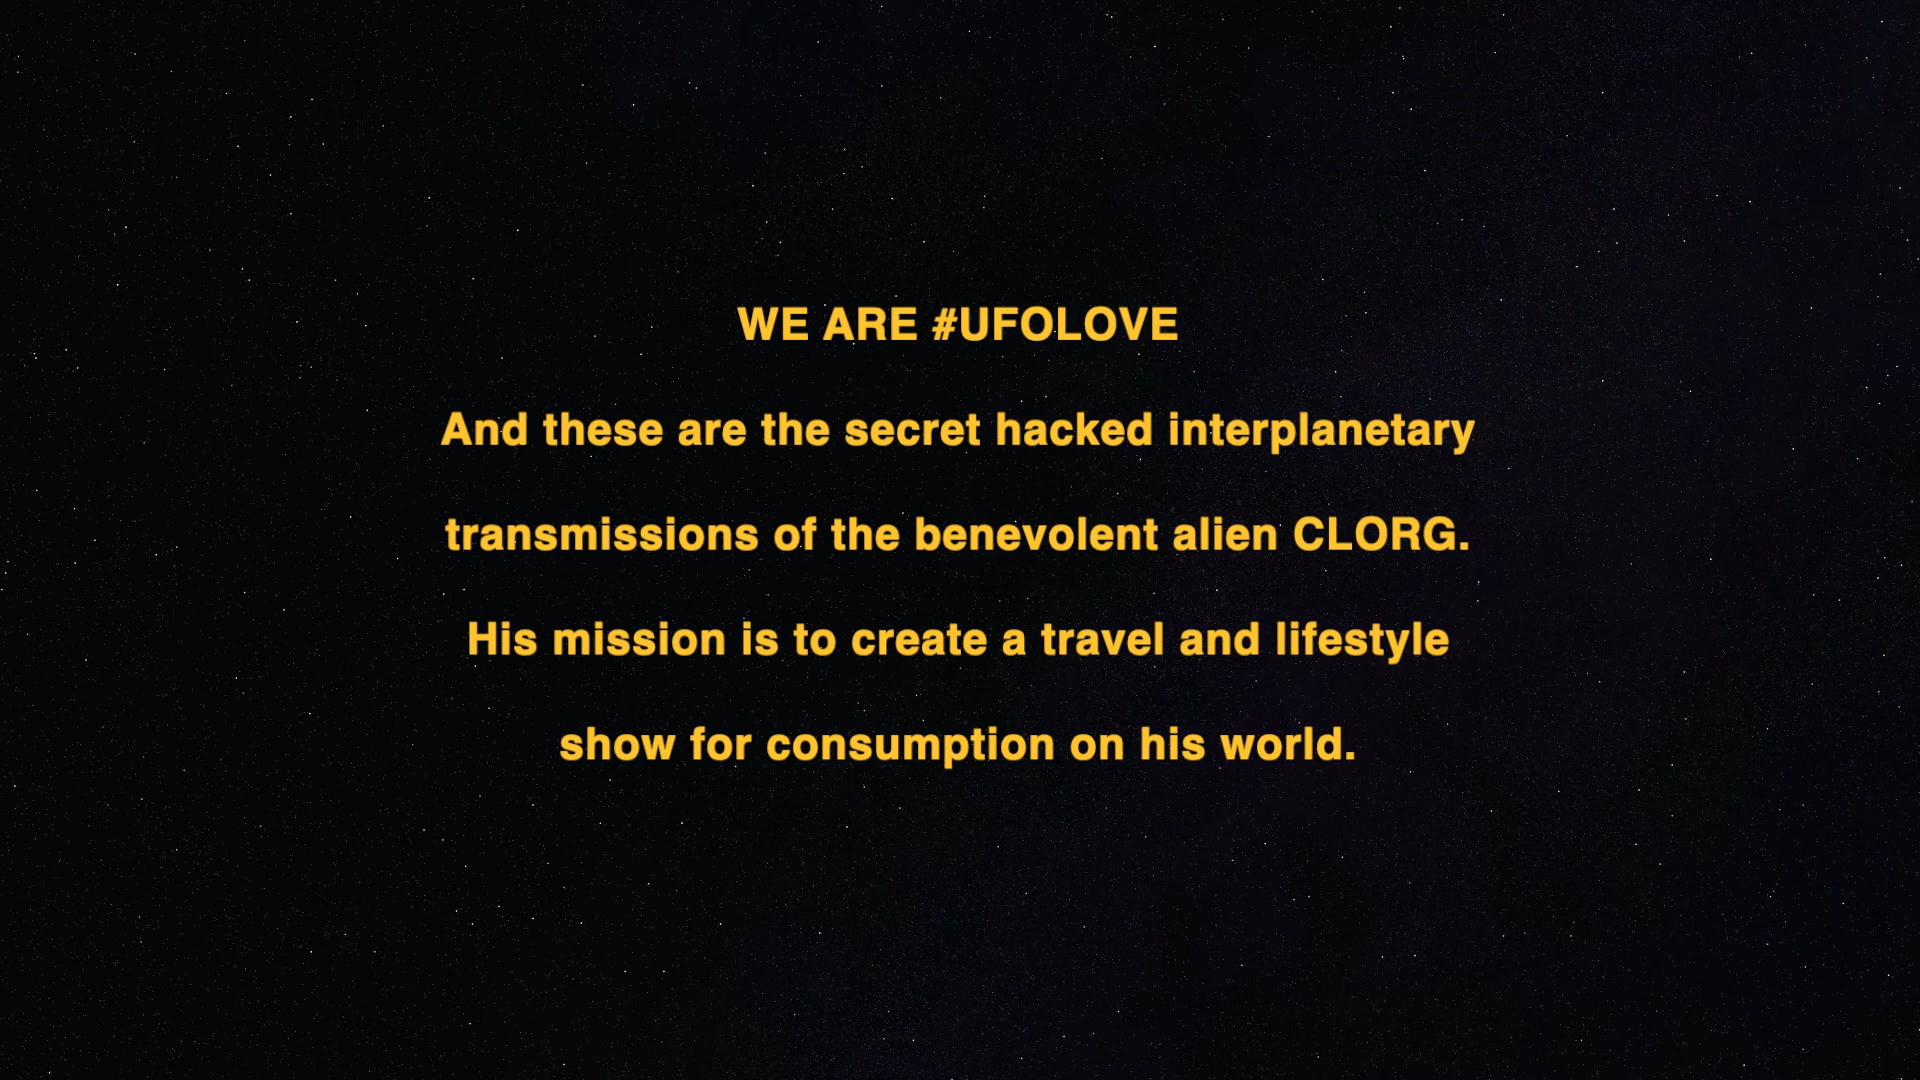 WE ARE #UFOLOVE
And these are the secret hacked interplanetary
transmissions of the benevolent alien CLORG.
His mission is to create a travel and lifestyle
show for consumption on his world.